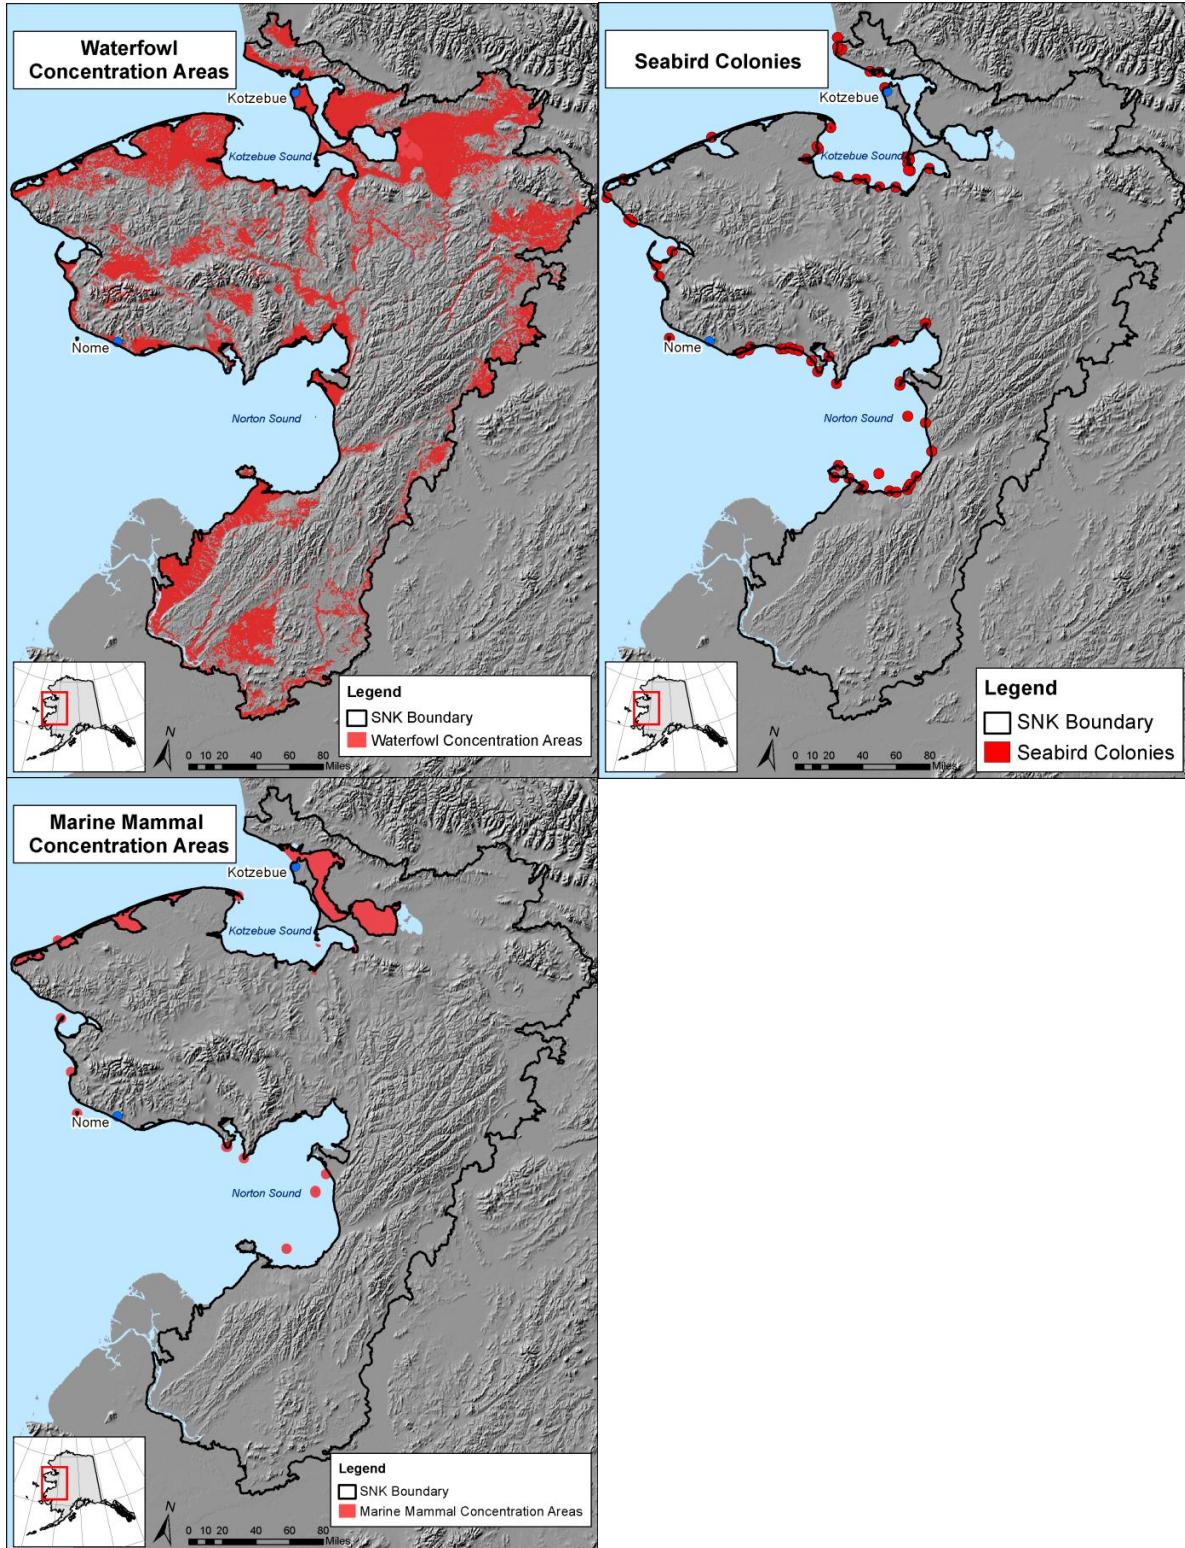 Waterfowl
Concentration Areas
Kotzebue
Kotzebue Sound
Nome
Norton Sound
Legend
SNK Boundary
Waterfowl Concentration Areas
N
0 10 20 40 60 80
Miles
Seabird Colonies
Kotzebue
Kotzebue Sound
Nome
Norton Sound
Legend
SNK Boundary
Seabird Colonies
N
0 10 20 40 60 80
Miles
Marine Mammal
Concentration Areas
Kotzebue
Kotzebue Sound
Nome
Norton Sound
Legend
SNK Boundary
Marine Mammal Concentration Areas
N
0 10 20 40 60 80
Miles